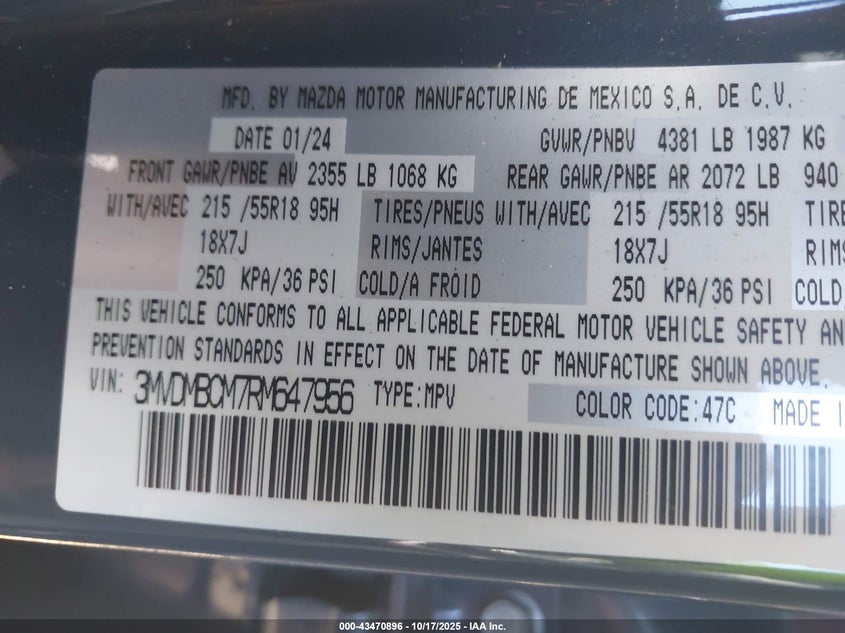 MFD. BY MAZDA MOTOR MANUFACTURING DE MEXICO S.A. DE C.V.
DATE 01/24 GVWR/PNBV 4381 LB 1987 KG
FRONT GAWR/PNBE AV 2355 LB 1068 KG REAR GAWR/PNBE AR 2072 LB 940
WITH/AVEC 215 /55R18 95H TIRES/PNEUS WITH/AVEC 215 /55R18 95H TIRE
18X7J RIMS/JANTES 18X7J RIMS
250 KPA/36 PSI COLD/A FROID 250 KPA/36 PSI COLD
THIS VEHICLE CONFORMS TO ALL APPLICABLE FEDERAL MOTOR VEHICLE SAFETY AN
PREVENTION STANDARDS IN EFFECT ON THE DATE OF MANUFACTURE SHOWN ABOVE.
VIN: 3MVDMBCM7RM647956 TYPE:MPV COLOR CODE:47C MADE I
000-43470896 - 10/17/2025 - IAA Inc.